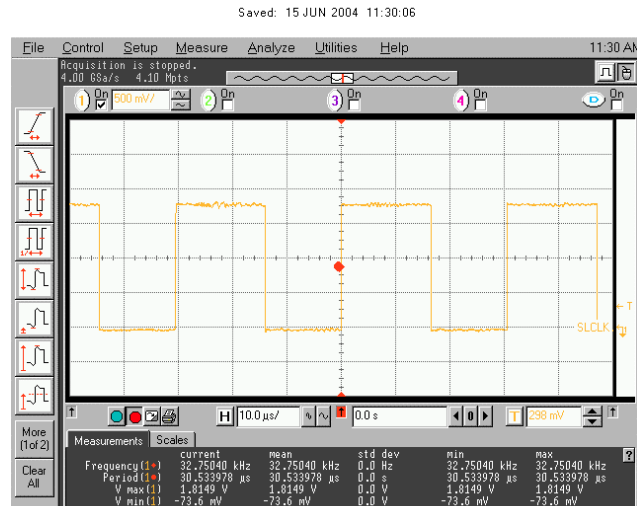 Saved: 15 JUN 2004 11:30:06
File Control Setup Measure Analyze Utilities Help 11:30 AM
Acquisition is stopped.
4.00 GSa/s 4.10 Mpts
1 On 500 mV/ 2 On 3 On 4 On D On
T
SLCLK
1/
More
(1of 2)
Clear
All
H 10.0 µs/ 0.0 s 0 T 298 mV
Measurements Scales ?
current mean std dev min max
Frequency(1) 32.75040 kHz 32.75040 kHz 0.0 Hz 32.75040 kHz 32.75040 kHz
Period(1) 30.533978 µs 30.533978 µs 0.0 s 30.533978 µs 30.533978 µs
V max(1) 1.8149 V 1.8149 V 0.0 V 1.8149 V 1.8149 V
V min(1) -73.6 mV -73.6 mV 0.0 V -73.6 mV -73.6 mV